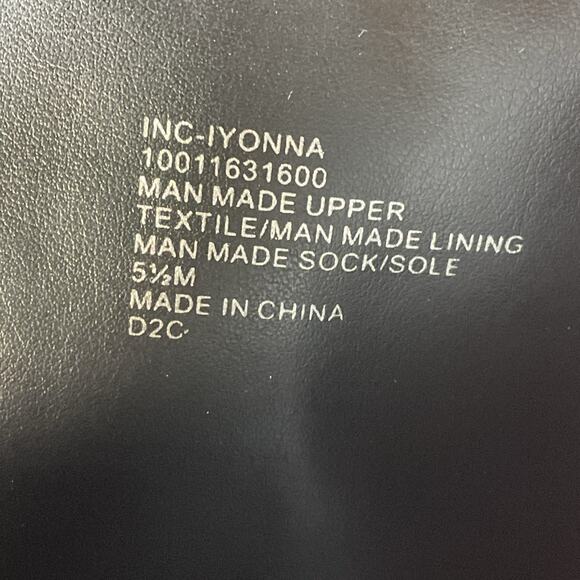 INC-IYONNA
10011631600
MAN MADE UPPER
TEXTILE/MAN MADE LINING
MAN MADE SOCK/SOLE
5½M
MADE IN CHINA
D2C